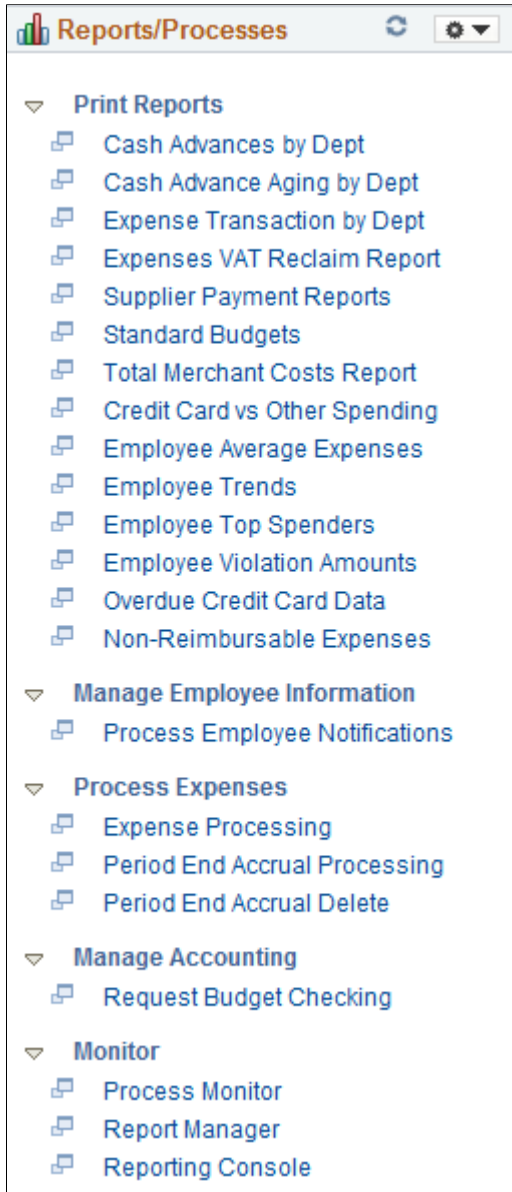 Reports/Processes
Print Reports
Cash Advances by Dept
Cash Advance Aging by Dept
Expense Transaction by Dept
Expenses VAT Reclaim Report
Supplier Payment Reports
Standard Budgets
Total Merchant Costs Report
Credit Card vs Other Spending
Employee Average Expenses
Employee Trends
Employee Top Spenders
Employee Violation Amounts
Overdue Credit Card Data
Non-Reimbursable Expenses
Manage Employee Information
Process Employee Notifications
Process Expenses
Expense Processing
Period End Accrual Processing
Period End Accrual Delete
Manage Accounting
Request Budget Checking
Monitor
Process Monitor
Report Manager
Reporting Console